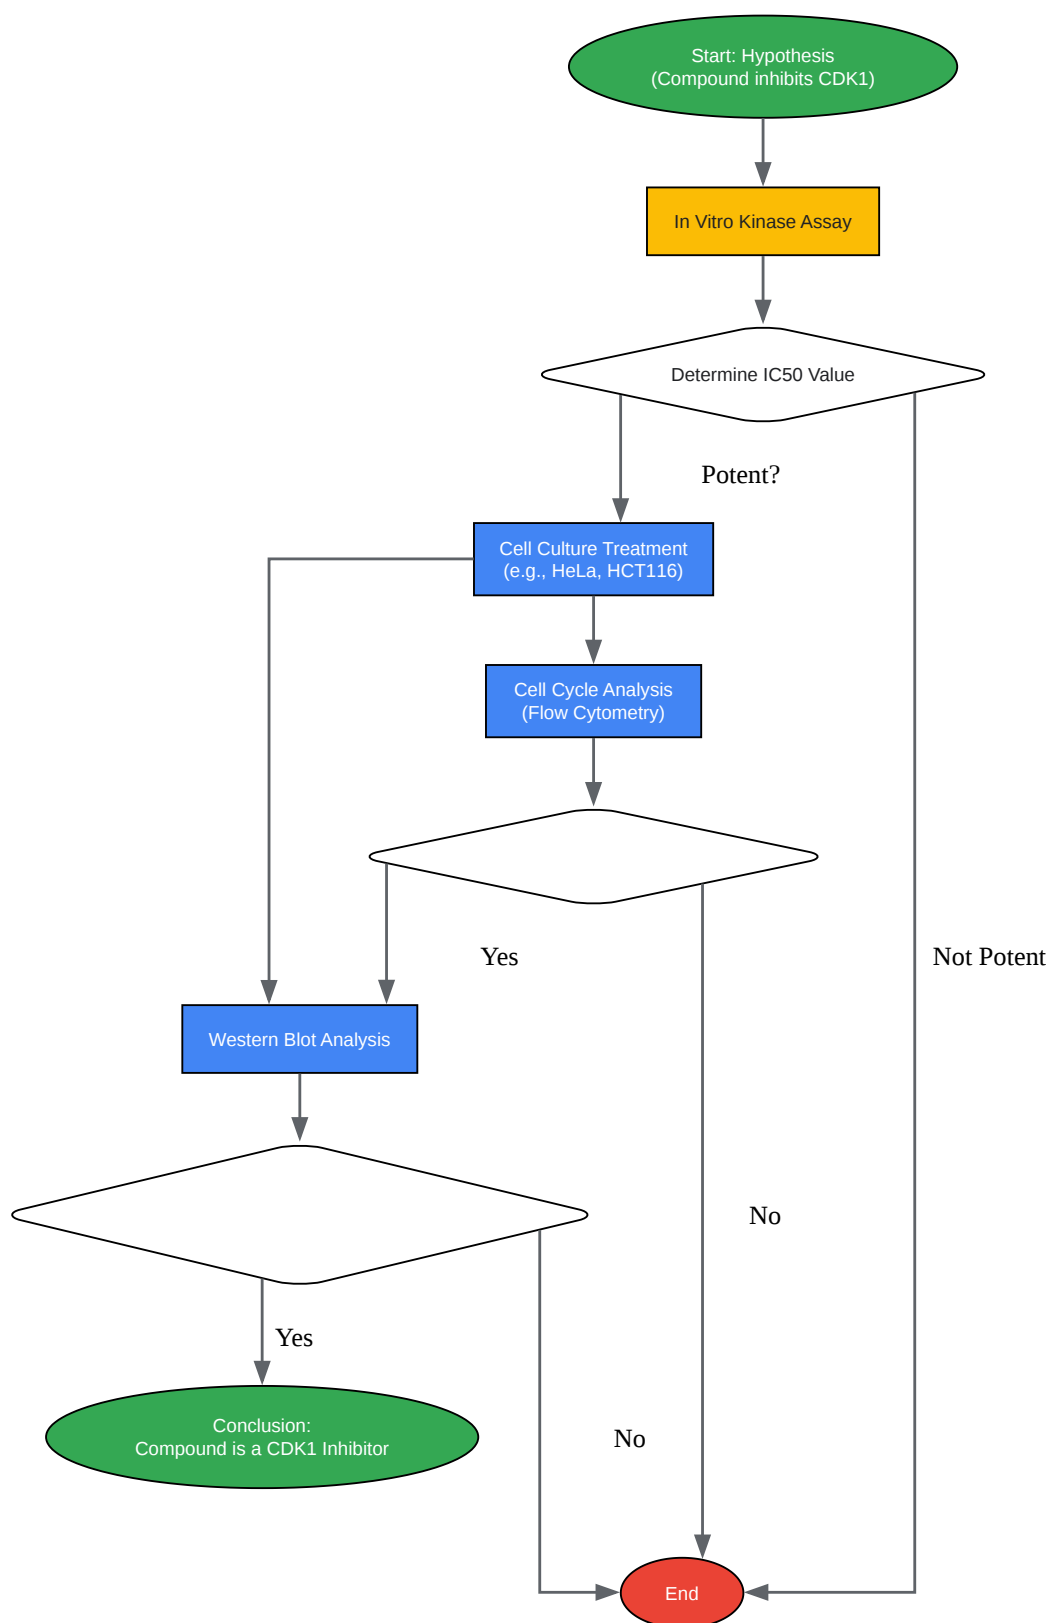 Start: Hypothesis
(Compound inhibits CDK1)
In Vitro Kinase Assay
Determine IC50 Value
Potent?
Cell Culture Treatment
(e.g., HeLa, HCT116)
Cell Cycle Analysis
(Flow Cytometry)
Yes
Not Potent
Western Blot Analysis
No
Yes
Conclusion:
Compound is a CDK1 Inhibitor
No
End